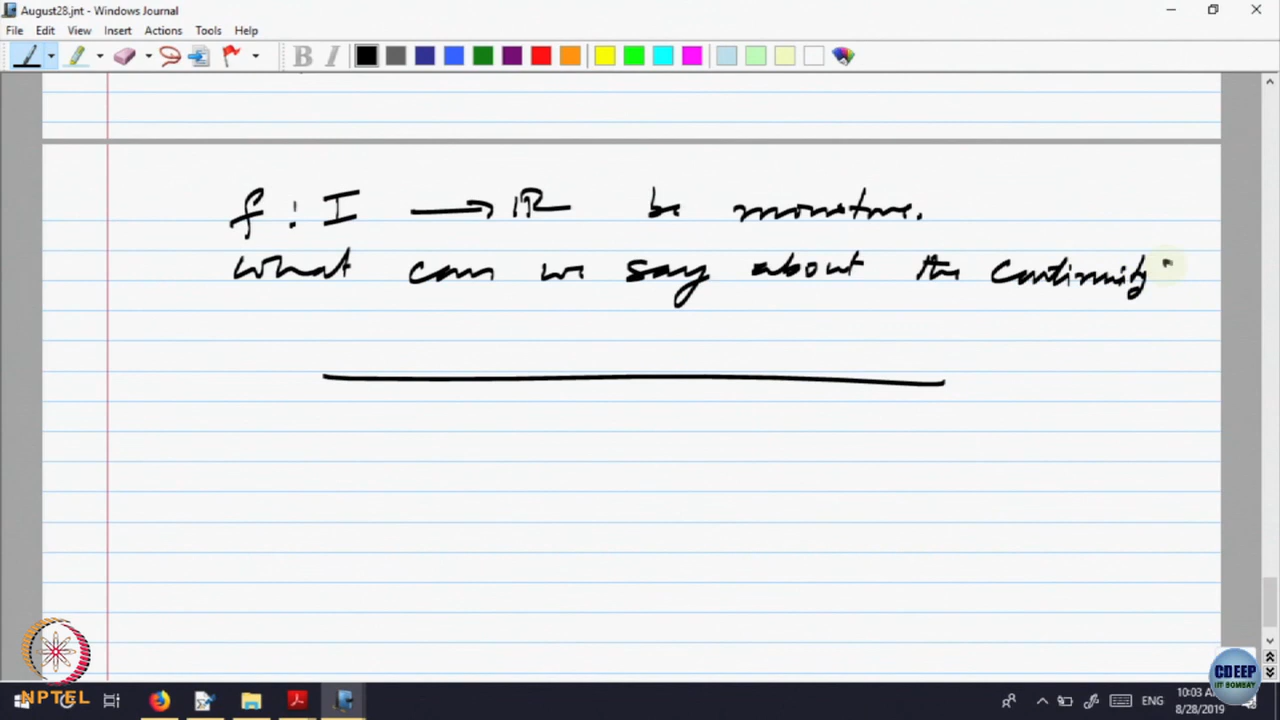 August28.jnt - Windows Journal
File Edit View Insert Actions Tools Help
B I
f : I → ℝ be monotone.
What can we say about the Continuity
NPTEL
CDEEP
IIT BOMBAY
ENG
10:03
8/28/2019